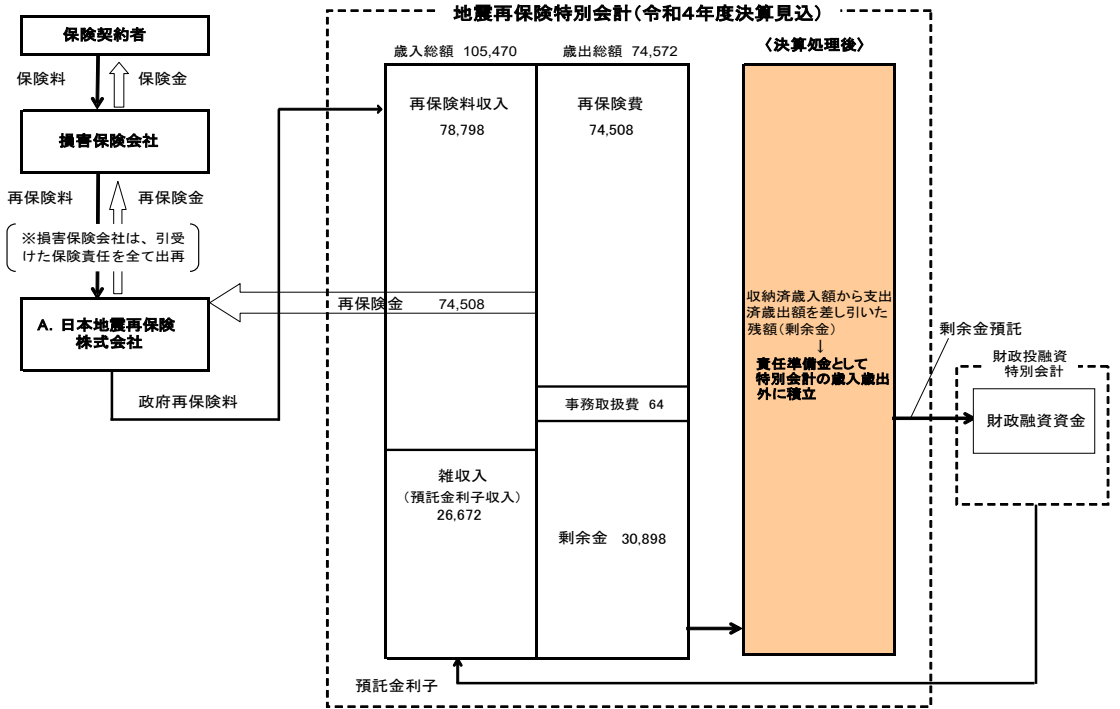 地震再保険特別会計(令和4年度決算見込)
保険契約者
保険料
保険金
損害保険会社
再保険料
再保険金
※損害保険会社は、引受
けた保険責任を全て出再
A. 日本地震再保険
株式会社
政府再保険料
歳入総額 105,470
歳出総額 74,572
〈決算処理後〉
再保険料収入
78,798
再保険費
74,508
再保険金 74,508
事務取扱費 64
雑収入
(預託金利子収入)
26,672
剰余金 30,898
収納済歳入額から支出
済歳出額を差し引いた
残額(剰余金)
↓
責任準備金として
特別会計の歳入歳出
外に積立
剰余金預託
財政投融資
特別会計
財政融資資金
預託金利子